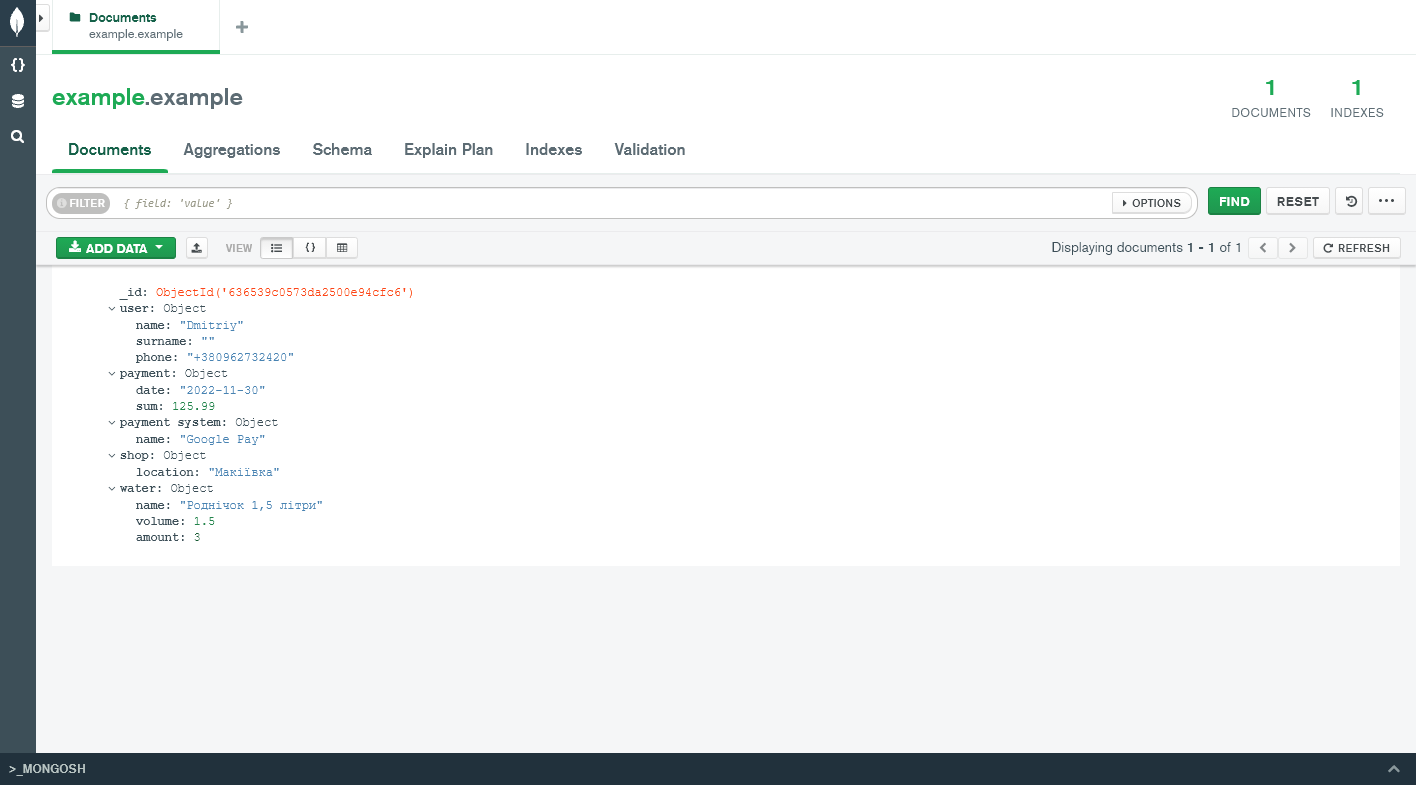 Documents
example.example
example.example
1
DOCUMENTS
1
INDEXES
Documents
Aggregations
Schema
Explain Plan
Indexes
Validation
FILTER
{ field: 'value' }
OPTIONS
FIND
RESET
ADD DATA
VIEW
{}
Displaying documents 1 - 1 of 1
REFRESH
_id: ObjectId('636539c0573da2500e94cfc6')
user: Object
name: "Dmitriy"
surname: ""
phone: "+380962732420"
payment: Object
date: "2022-11-30"
sum: 125.99
payment system: Object
name: "Google Pay"
shop: Object
location: "Макіївка"
water: Object
name: "Роднічок 1,5 літри"
volume: 1.5
amount: 3
>_MONGOSH